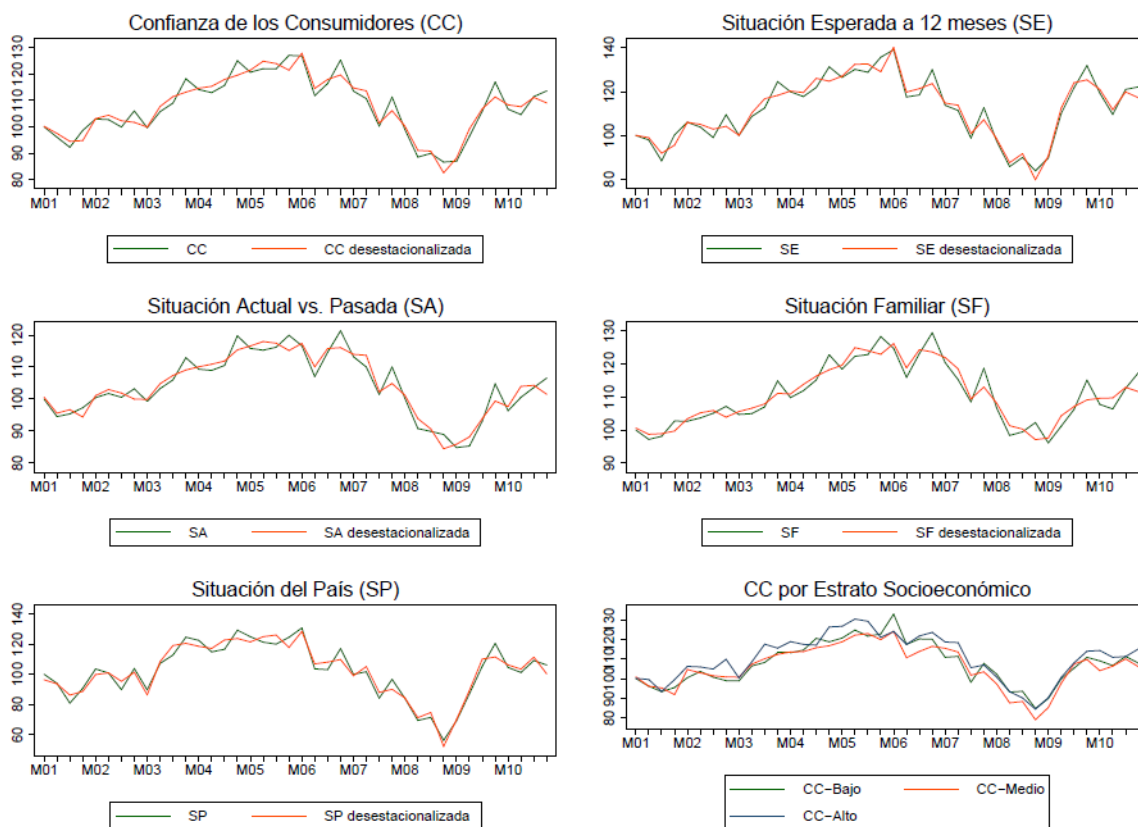 Confianza de los Consumidores (CC)
80 90 100 110 120 130
M01 M02 M03 M04 M05 M06 M07 M08 M09 M10
CC CC desestacionalizada
Situación Esperada a 12 meses (SE)
80 100 120 140
M01 M02 M03 M04 M05 M06 M07 M08 M09 M10
SE SE desestacionalizada
Situación Actual vs. Pasada (SA)
80 90 100 110 120
M01 M02 M03 M04 M05 M06 M07 M08 M09 M10
SA SA desestacionalizada
Situación Familiar (SF)
90 100 110 120 130
M01 M02 M03 M04 M05 M06 M07 M08 M09 M10
SF SF desestacionalizada
Situación del País (SP)
60 80 100 120 140
M01 M02 M03 M04 M05 M06 M07 M08 M09 M10
SP SP desestacionalizada
CC por Estrato Socioeconómico
80 90 100 110 120 130
M01 M02 M03 M04 M05 M06 M07 M08 M09 M10
CC−Bajo CC−Medio
CC−Alto